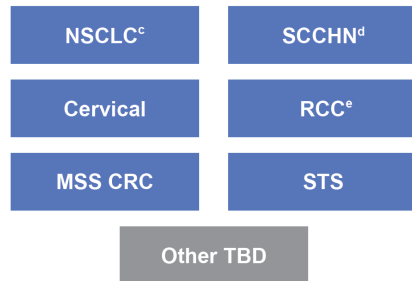 NSCLCᶜ
SCCHNᵈ
Cervical
RCCᵉ
MSS CRC
STS
Other TBD